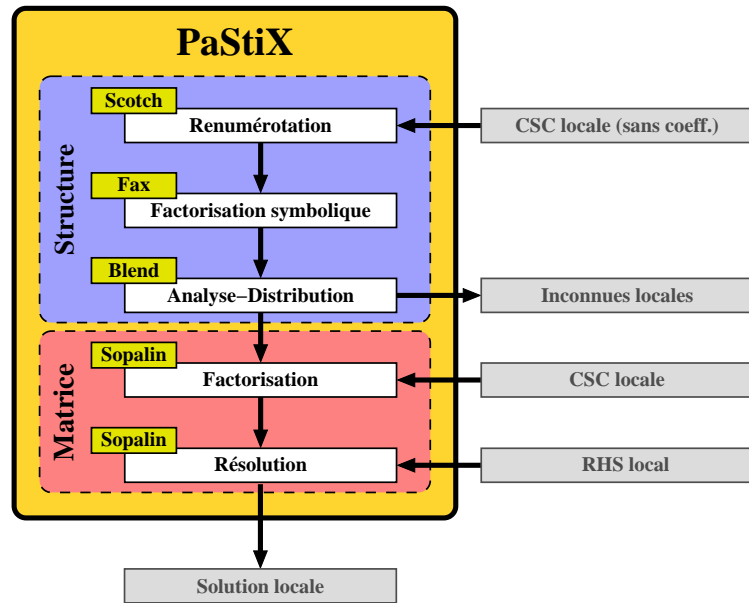 PaStiX
Structure
Scotch
Renumérotation
CSC locale (sans coeff.)
Fax
Factorisation symbolique
Blend
Analyse−Distribution
Inconnues locales
Matrice
Sopalin
Factorisation
CSC locale
Sopalin
Résolution
RHS local
Solution locale